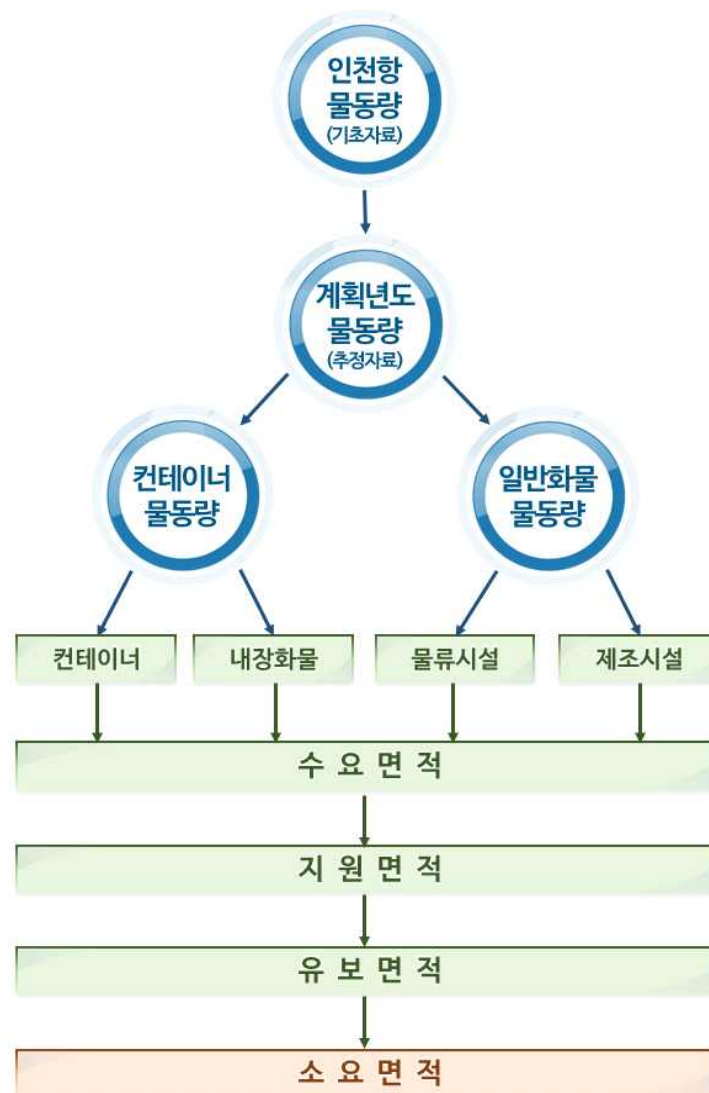 인천항
물동량
(기초자료)
계획년도
물동량
(추정자료)
컨테이너
물동량
일반화물
물동량
컨테이너
내장화물
물류시설
제조시설
수 요 면 적
지 원 면 적
유 보 면 적
소 요 면 적